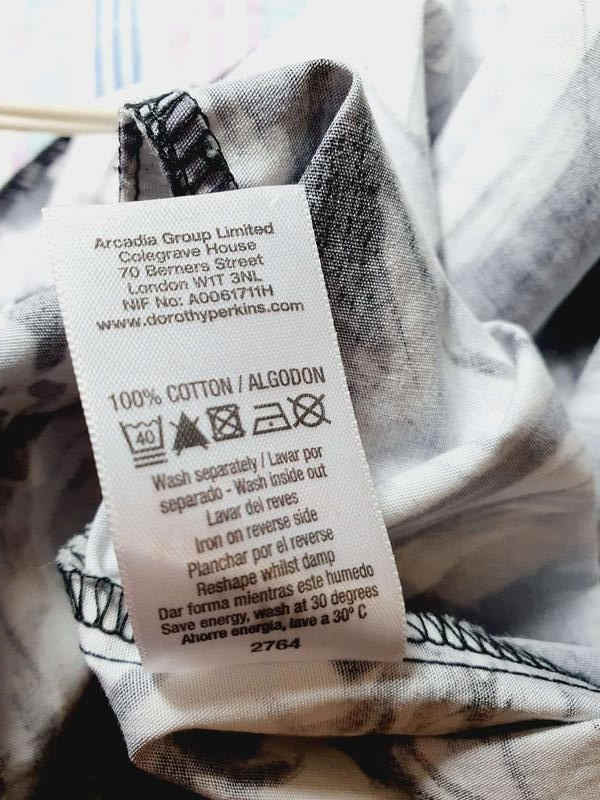 Arcadia Group Limited
Colegrave House
70 Berners Street
London W1T 3NL
NIF No: A0061711H
www.dorothyperkins.com
100% COTTON / ALGODON
40
Wash separately / Lavar por
separado - Wash inside out
Lavar del reves
Iron on reverse side
Planchar por el reverse
Reshape whilst damp
Dar forma mientras este humedo
Save energy, wash at 30 degrees
Ahorre energia, lave a 30º C
2764